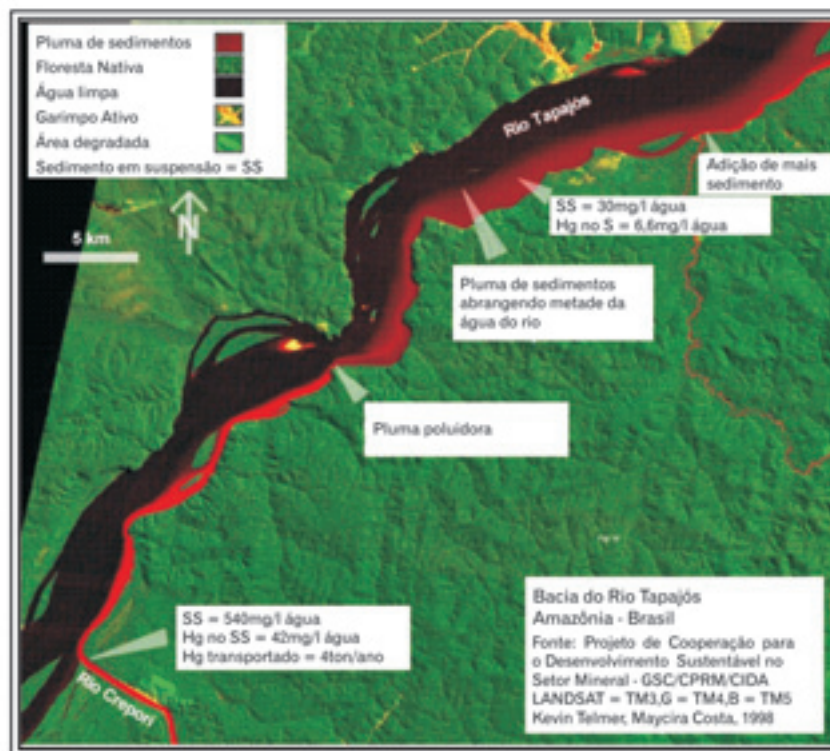 Pluma de sedimentos
Floresta Nativa
Água limpa
Garimpo Ativo
Área degradada
Sedimento em suspensão = SS
N
5 km
Rio Tapajós
Adição de mais
sedimento
SS = 30mg/l água
Hg no S = 6,6mg/l água
Pluma de sedimentos
abrangendo metade da
água do rio
Pluma poluidora
SS = 540mg/l água
Hg no SS = 42mg/l água
Hg transportado = 4ton/ano
Rio Crepori
Bacia do Rio Tapajós
Amazônia - Brasil
Fonte: Projeto de Cooperação para
o Desenvolvimento Sustentável no
Setor Mineral - GSC/CPRM/CIDA
LANDSAT = TM3,G = TM4,B = TM5
Kevin Telmer, Maycira Costa, 1998